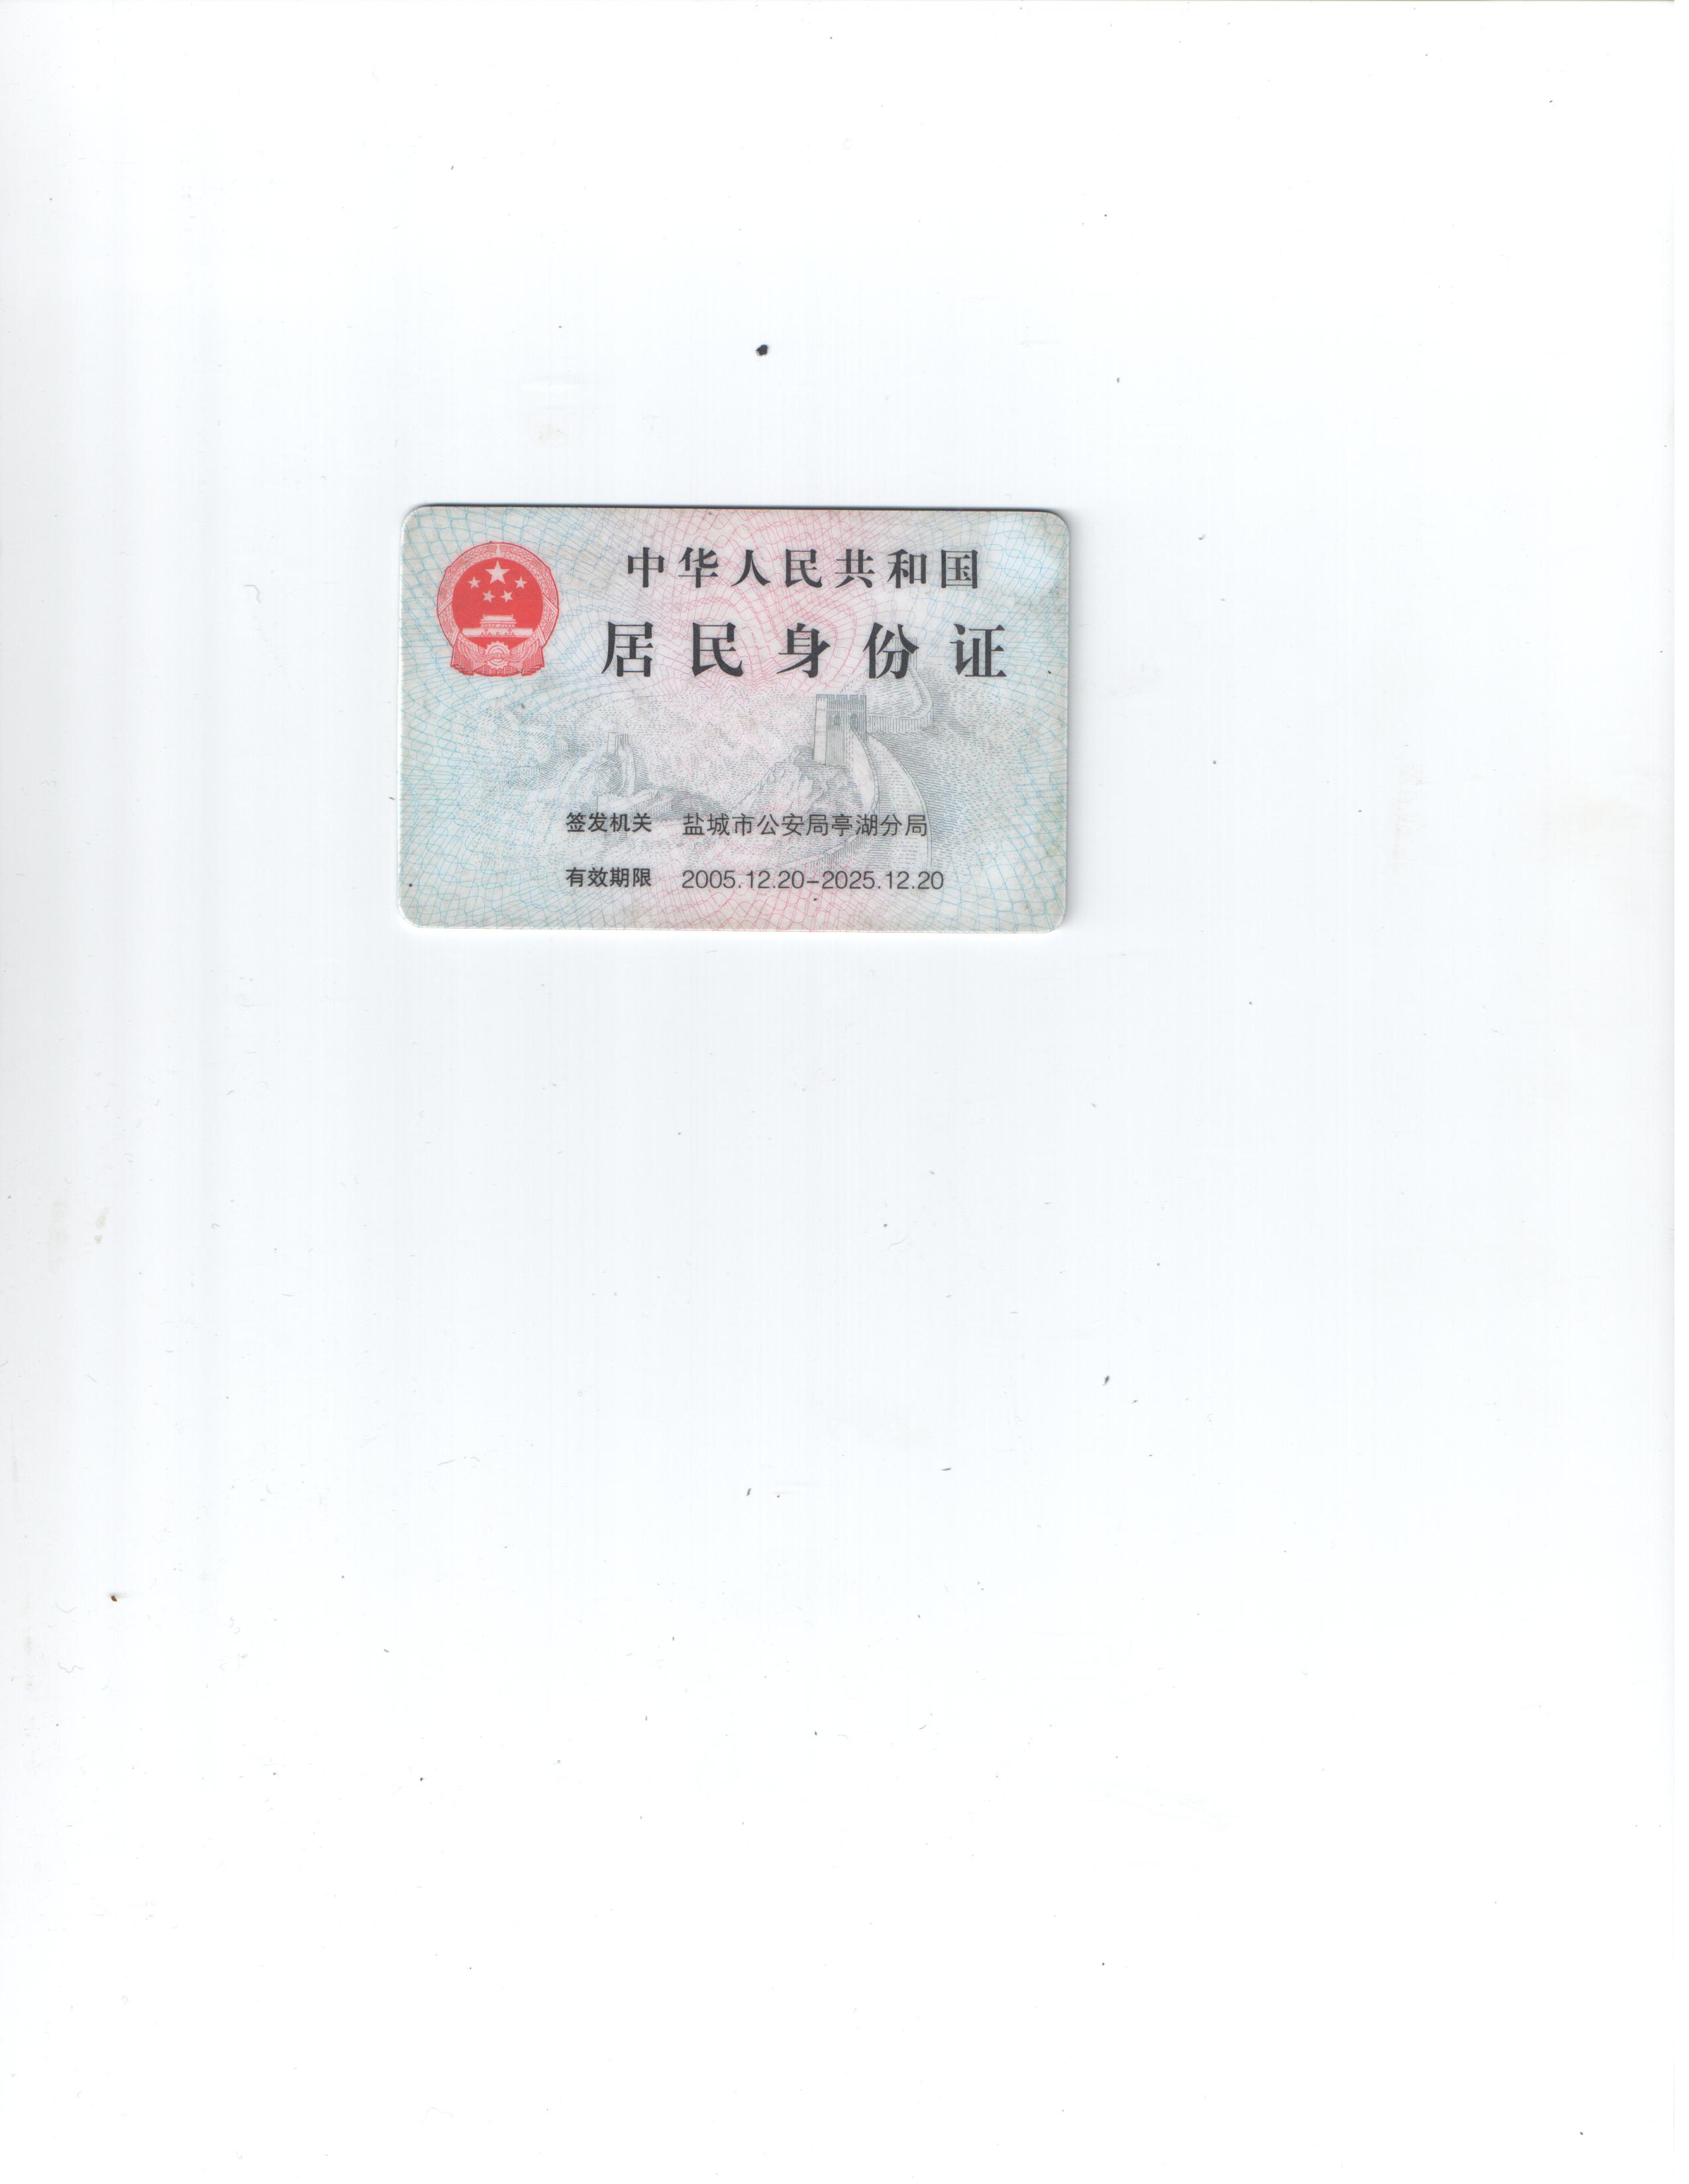 中华人民共和国
居民身份证
签发机关 盐城市公安局亭湖分局
有效期限 2005.12.20-2025.12.20